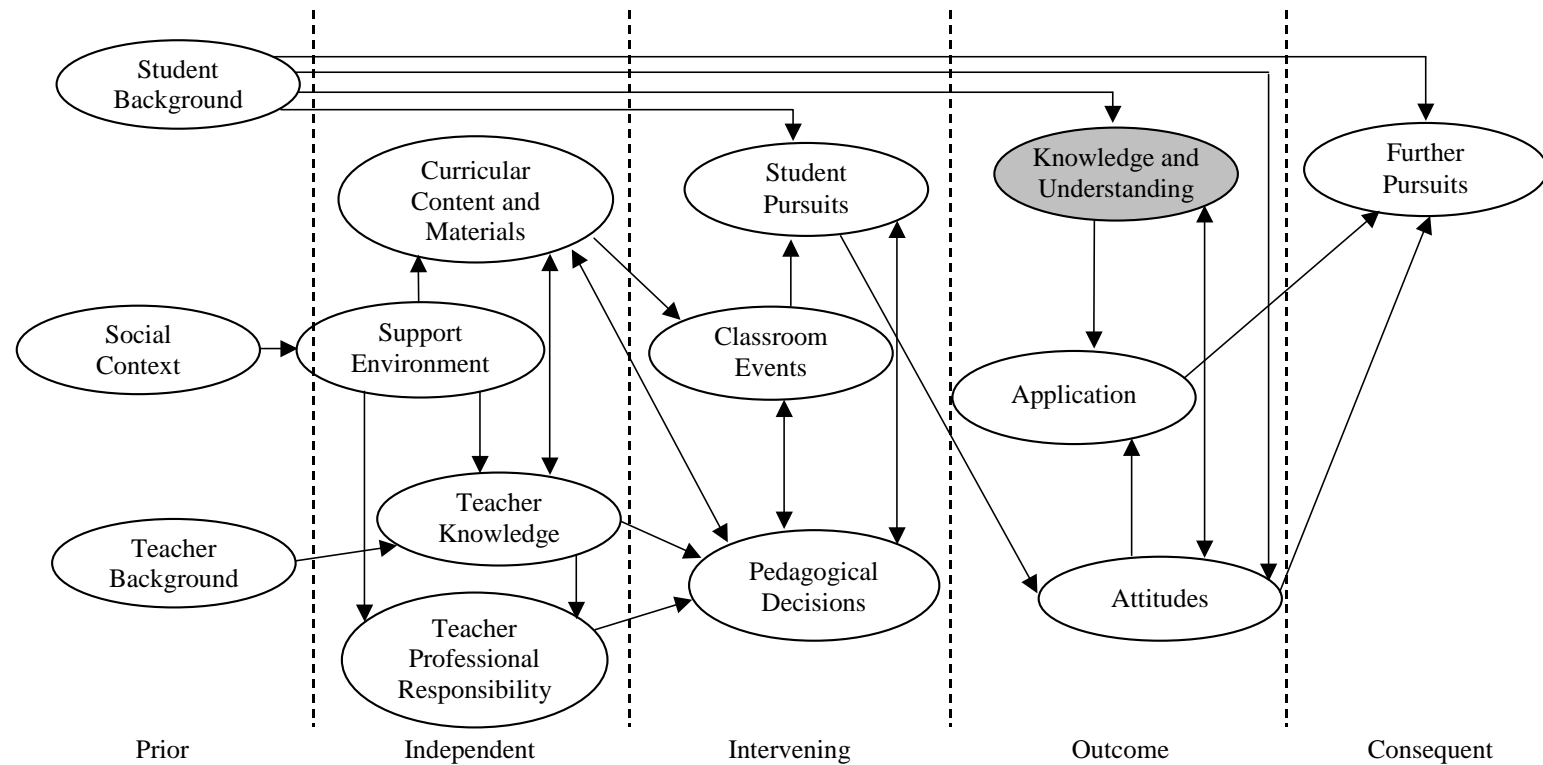 Student
Background
Social
Context
Teacher
Background
Curricular
Content and
Materials
Support
Environment
Teacher
Knowledge
Teacher
Professional
Responsibility
Student
Pursuits
Classroom
Events
Pedagogical
Decisions
Knowledge and
Understanding
Application
Attitudes
Further
Pursuits
Prior
Independent
Intervening
Outcome
Consequent